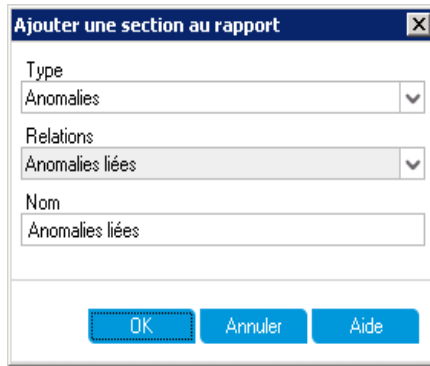 Ajouter une section au rapport
Type
Anomalies
Relations
Anomalies liées
Nom
Anomalies liées
OK Annuler Aide